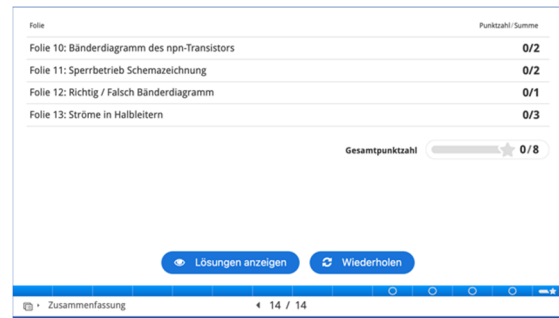 Folie Punktzahl/Summe
Folie 10: Bänderdiagramm des npn-Transistors 0/2
Folie 11: Sperrbetrieb Schemazeichnung 0/2
Folie 12: Richtig / Falsch Bänderdiagramm 0/1
Folie 13: Ströme in Halbleitern 0/3
Gesamtpunktzahl 0/8
Lösungen anzeigen Wiederholen
Zusammenfassung 14 / 14